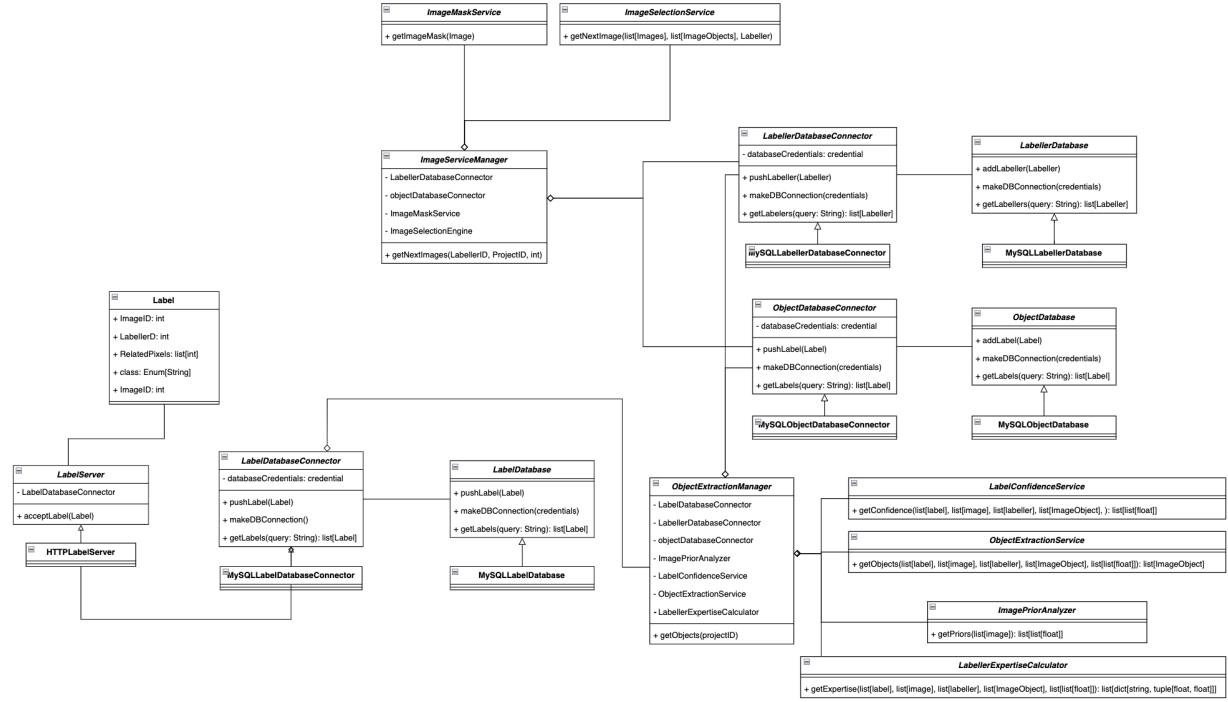 ImageMaskService
+ getImageMask(Image)
ImageSelectionService
+ getNextImage(list[Images], list[ImageObjects], Labeller)
ImageServiceManager
- LabellerDatabaseConnector
- objectDatabaseConnector
- ImageMaskService
- ImageSelectionEngine
+ getNextImages(LabellerID, ProjectID, int)
LabellerDatabaseConnector
- databaseCredentials: credential
+ pushLabeller(Labeller)
+ makeDBConnection(credentials)
+ getLabelers(query: String): list[Labeller]
MySQLLabellerDatabaseConnector
LabellerDatabase
+ addLabeller(Labeller)
+ makeDBConnection(credentials)
+ getLabellers(query: String): list[Labeller]
MySQLLabellerDatabase
ObjectDatabaseConnector
- databaseCredentials: credential
+ pushLabel(Label)
+ makeDBConnection(credentials)
+ getLabels(query: String): list[Label]
MySQLObjectDatabaseConnector
ObjectDatabase
+ addLabel(Label)
+ makeDBConnection(credentials)
+ getLabels(query: String): list[Label]
MySQLObjectDatabase
Label
+ ImageID: int
+ LabellerD: int
+ RelatedPixels: list[int]
+ class: Enum[String]
+ ImageID: int
LabelServer
- LabelDatabaseConnector
+ acceptLabel(Label)
HTTPLabelServer
LabelDatabaseConnector
- databaseCredentials: credential
+ pushLabel(Label)
+ makeDBConnection()
+ getLabels(query: String): list[Label]
MySQLLabelDatabaseConnector
LabelDatabase
+ pushLabel(Label)
+ makeDBConnection(credentials)
+ getLabels(query: String): list[Label]
MySQLLabelDatabase
ObjectExtractionManager
- LabelDatabaseConnector
- LabellerDatabaseConnector
- objectDatabaseConnector
- ImagePriorAnalyzer
- LabelConfidenceService
- ObjectExtractionService
- LabellerExpertiseCalculator
+ getObjects(projectID)
LabelConfidenceService
+ getConfidence(list[label], list[image], list[labeller], list[ImageObject], ): list[list[float]]
ObjectExtractionService
+ getObjects(list[label], list[image], list[labeller], list[ImageObject], list[list[float]]): list[ImageObject]
ImagePriorAnalyzer
+ getPriors(list[image]): list[list[float]]
LabellerExpertiseCalculator
+ getExpertise(list[label], list[image], list[labeller], list[ImageObject], list[list[float]]): list[dict[string, tuple[float, float]]]